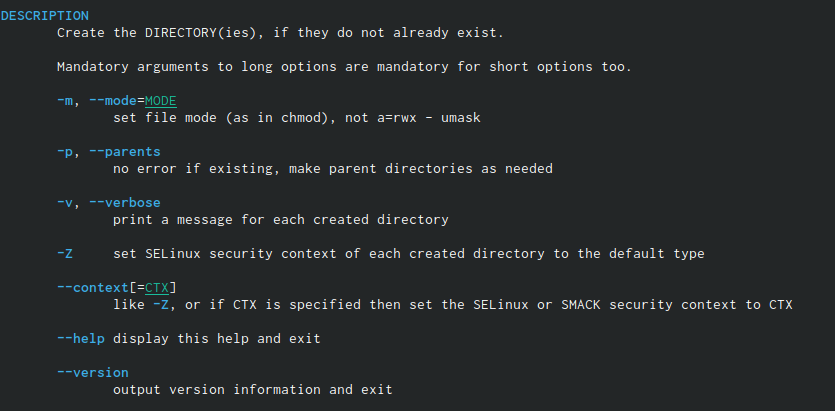 DESCRIPTION
Create the DIRECTORY(ies), if they do not already exist.
Mandatory arguments to long options are mandatory for short options too.
-m, --mode=MODE
set file mode (as in chmod), not a=rwx - umask
-p, --parents
no error if existing, make parent directories as needed
-v, --verbose
print a message for each created directory
-Z set SELinux security context of each created directory to the default type
--context[=CTX]
like -Z, or if CTX is specified then set the SELinux or SMACK security context to CTX
--help display this help and exit
--version
output version information and exit